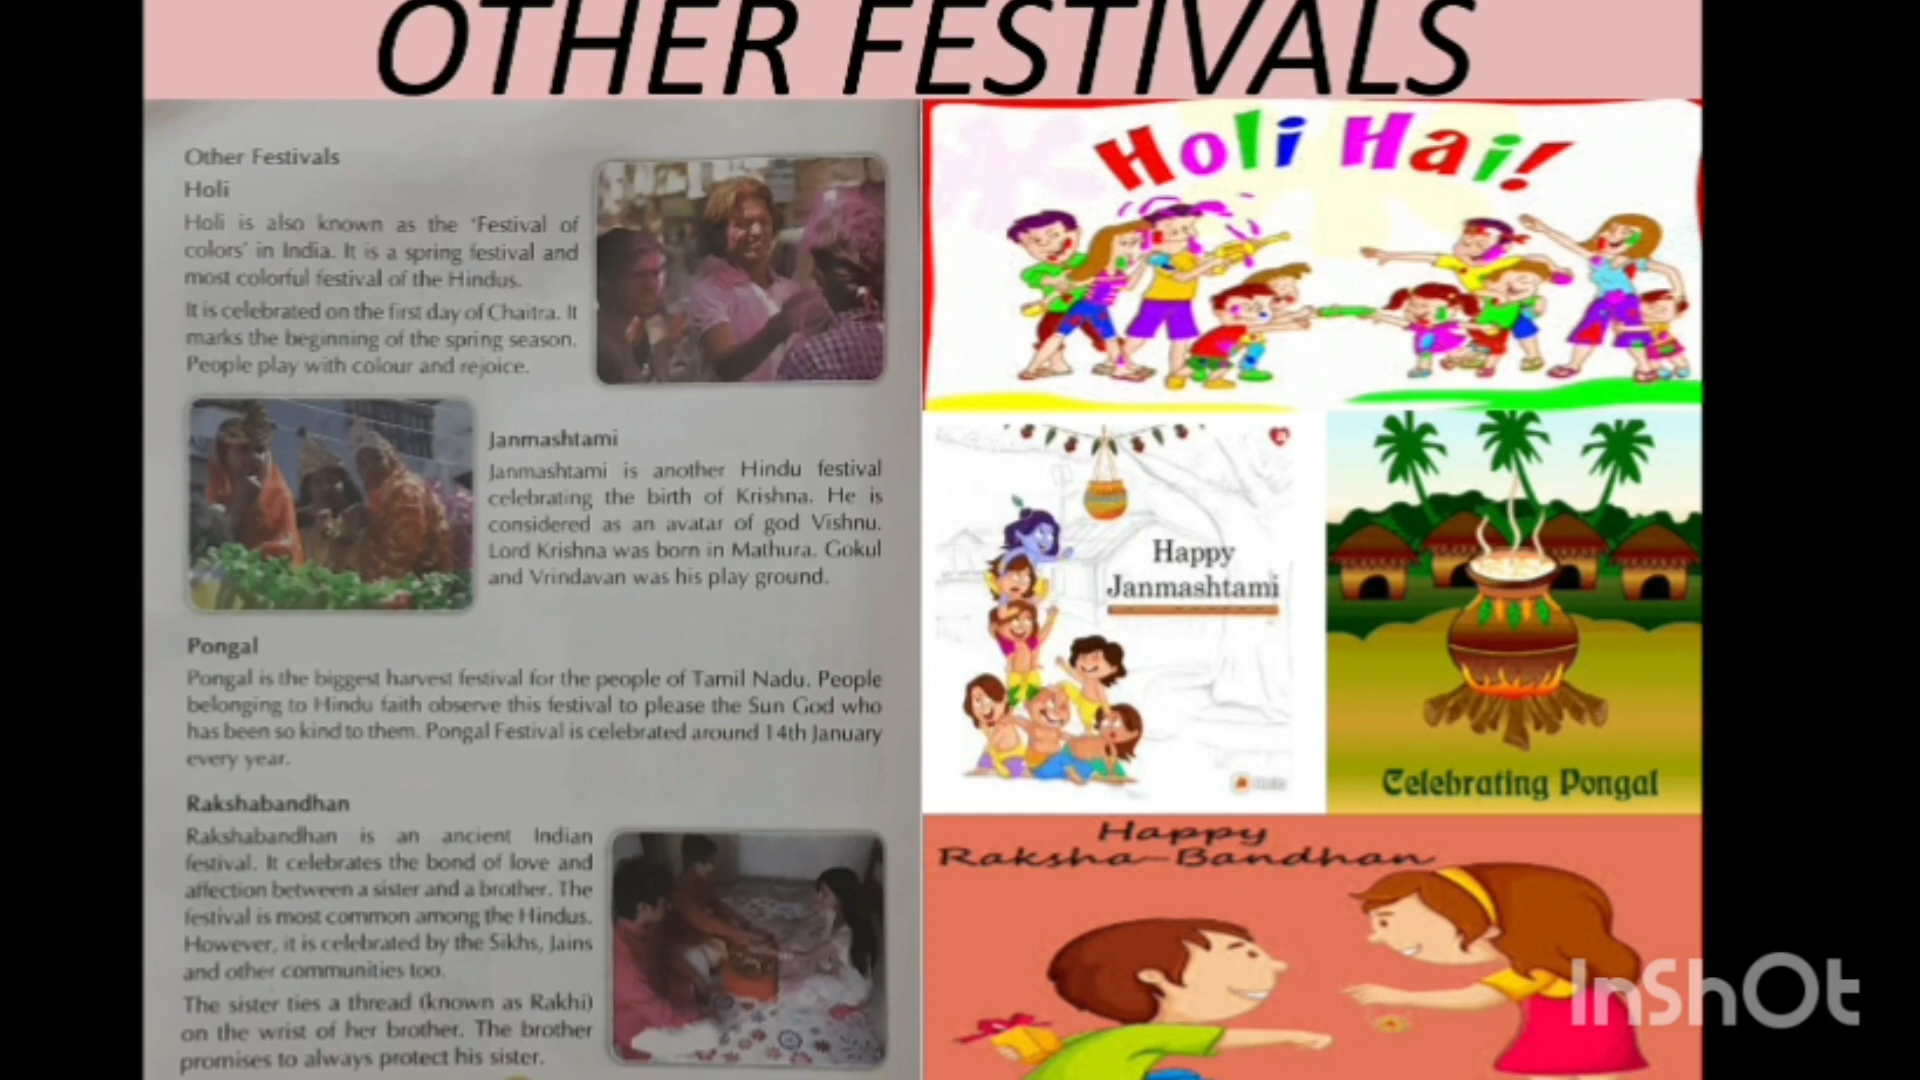 OTHER FESTIVALS
Other Festivals
Holi
Holi is also known as the 'Festival of
colors' in India. It is a spring festival and
most colorful festival of the Hindus.
It is celebrated on the first day of Chaitra. It
marks the beginning of the spring season.
People play with colour and rejoice.
Janmashtami
Janmashtami is another Hindu festival
celebrating the birth of Krishna. He is
considered as an avatar of god Vishnu.
Lord Krishna was born in Mathura. Gokul
and Vrindavan was his play ground.
Pongal
Pongal is the biggest harvest festival for the people of Tamil Nadu. People
belonging to Hindu faith observe this festival to please the Sun God who
has been so kind to them. Pongal Festival is celebrated around 14th January
every year.
Rakshabandhan
Rakshabandhan is an ancient Indian
festival. It celebrates the bond of love and
affection between a sister and a brother. The
festival is most common among the Hindus.
However, it is celebrated by the Sikhs, Jains
and other communities too.
The sister ties a thread (known as Rakhi)
on the wrist of her brother. The brother
promises to always protect his sister.
Holi Hai!
Happy
Janmashtami
Celebrating Pongal
Happy
Raksha-Bandhan
InShOt